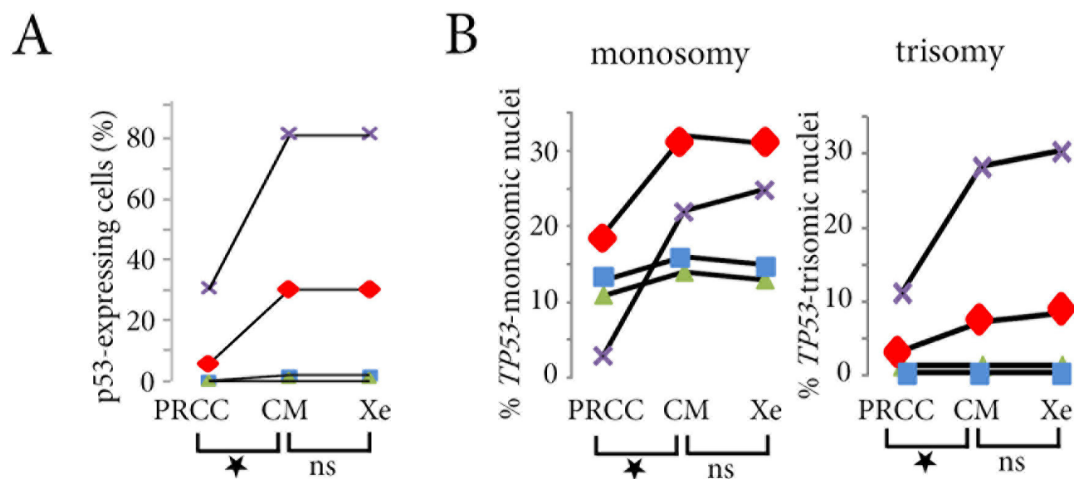 A
B
monosomy
trisomy
p53-expressing cells (%)
80
60
40
20
0
PRCC CM Xe
★ ns
% TP53-monosomic nuclei
30
20
10
0
PRCC CM Xe
★ ns
% TP53-trisomic nuclei
30
20
10
0
PRCC CM Xe
★ ns